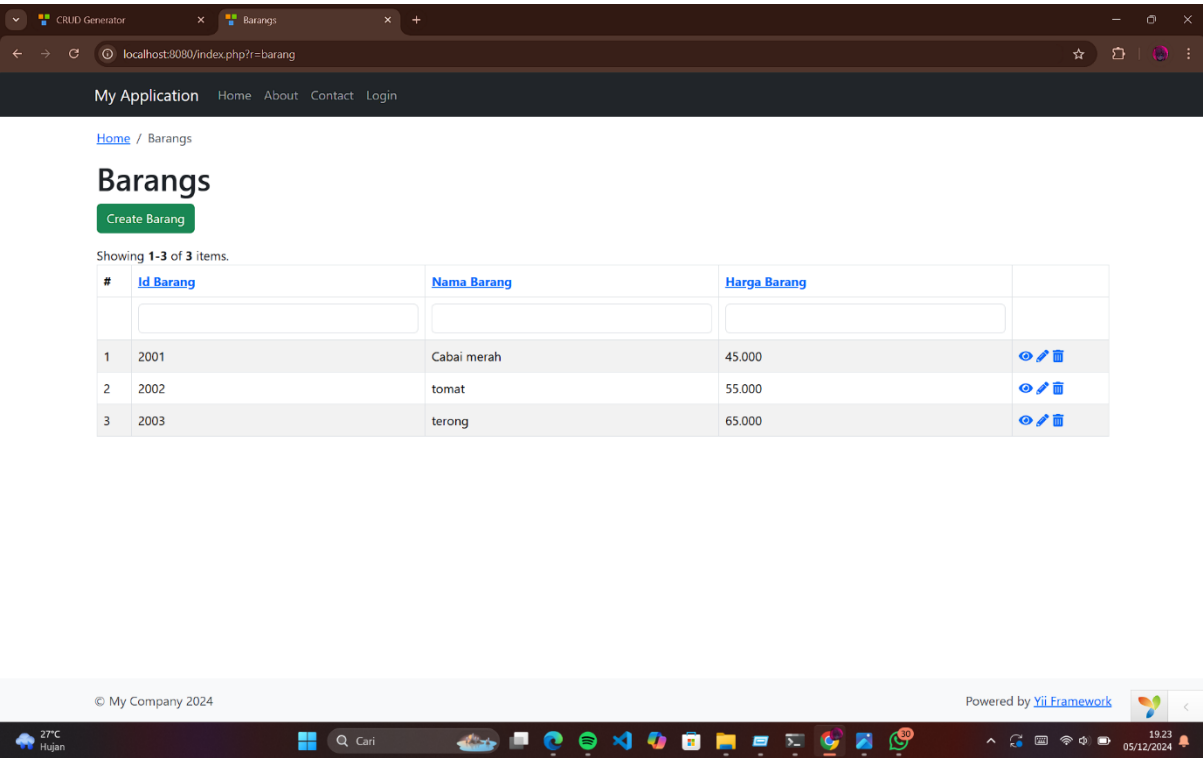 CRUD Generator
Barangs
localhost:8080/index.php?r=barang
My Application Home About Contact Login
Home / Barangs
Barangs
Create Barang
Showing 1-3 of 3 items.
# Id Barang Nama Barang Harga Barang
1 2001 Cabai merah 45.000
2 2002 tomat 55.000
3 2003 terong 65.000
© My Company 2024 Powered by Yii Framework
27°C
Hujan
Cari
30
19.23
05/12/2024